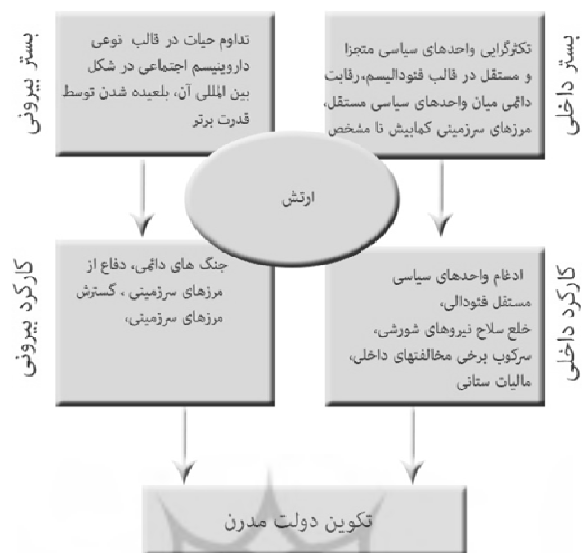 بستر داخلی
تکثرگرایی واحدهای سیاسی متجزا
و مستقل در قالب فئودالیسم،رقابت
دائمی میان واحدهای سیاسی مستقل،
مرزهای سرزمینی کمابیش نا مشخص
بستر بیرونی
تداوم حیات در قالب نوعی
داروینیسم اجتماعی در شکل
بین المللی آن، بلعیده شدن توسط
قدرت برتر
ارتش
کارکرد داخلی
ادغام واحدهای سیاسی
مستقل فئودالی،
خلع سلاح نیروهای شورشی،
سرکوب برخی مخالفتهای داخلی،
مالیات ستانی
کارکرد بیرونی
جنگ های دائمی، دفاع از
مرزهای سرزمینی ، گسترش
مرزهای سرزمینی،
تکوین دولت مدرن